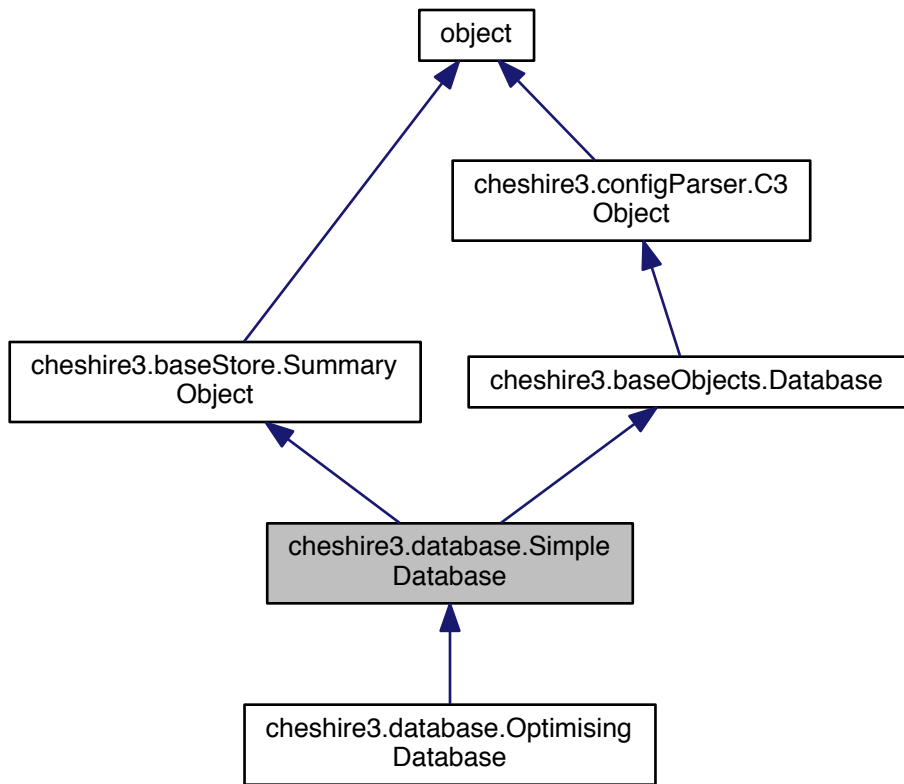 object
cheshire3.configParser.C3
Object
cheshire3.baseStore.Summary
Object
cheshire3.baseObjects.Database
cheshire3.database.Simple
Database
cheshire3.database.Optimising
Database